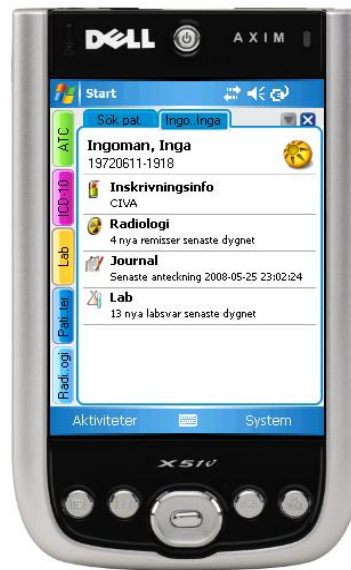 DELL
AXIM
Start
Sök pat.
Ingo..Inga
Ingoman, Inga
19720611-1918
Inskrivningsinfo
CIVA
Radiologi
4 nya remisser senaste dygnet
Journal
Senaste anteckning 2008-05-25 23:02:24
Lab
13 nya labsvar senaste dygnet
ATC
ICD-10
Lab
Pati..ter
Radi..ogi
Aktiviteter
System
X51v